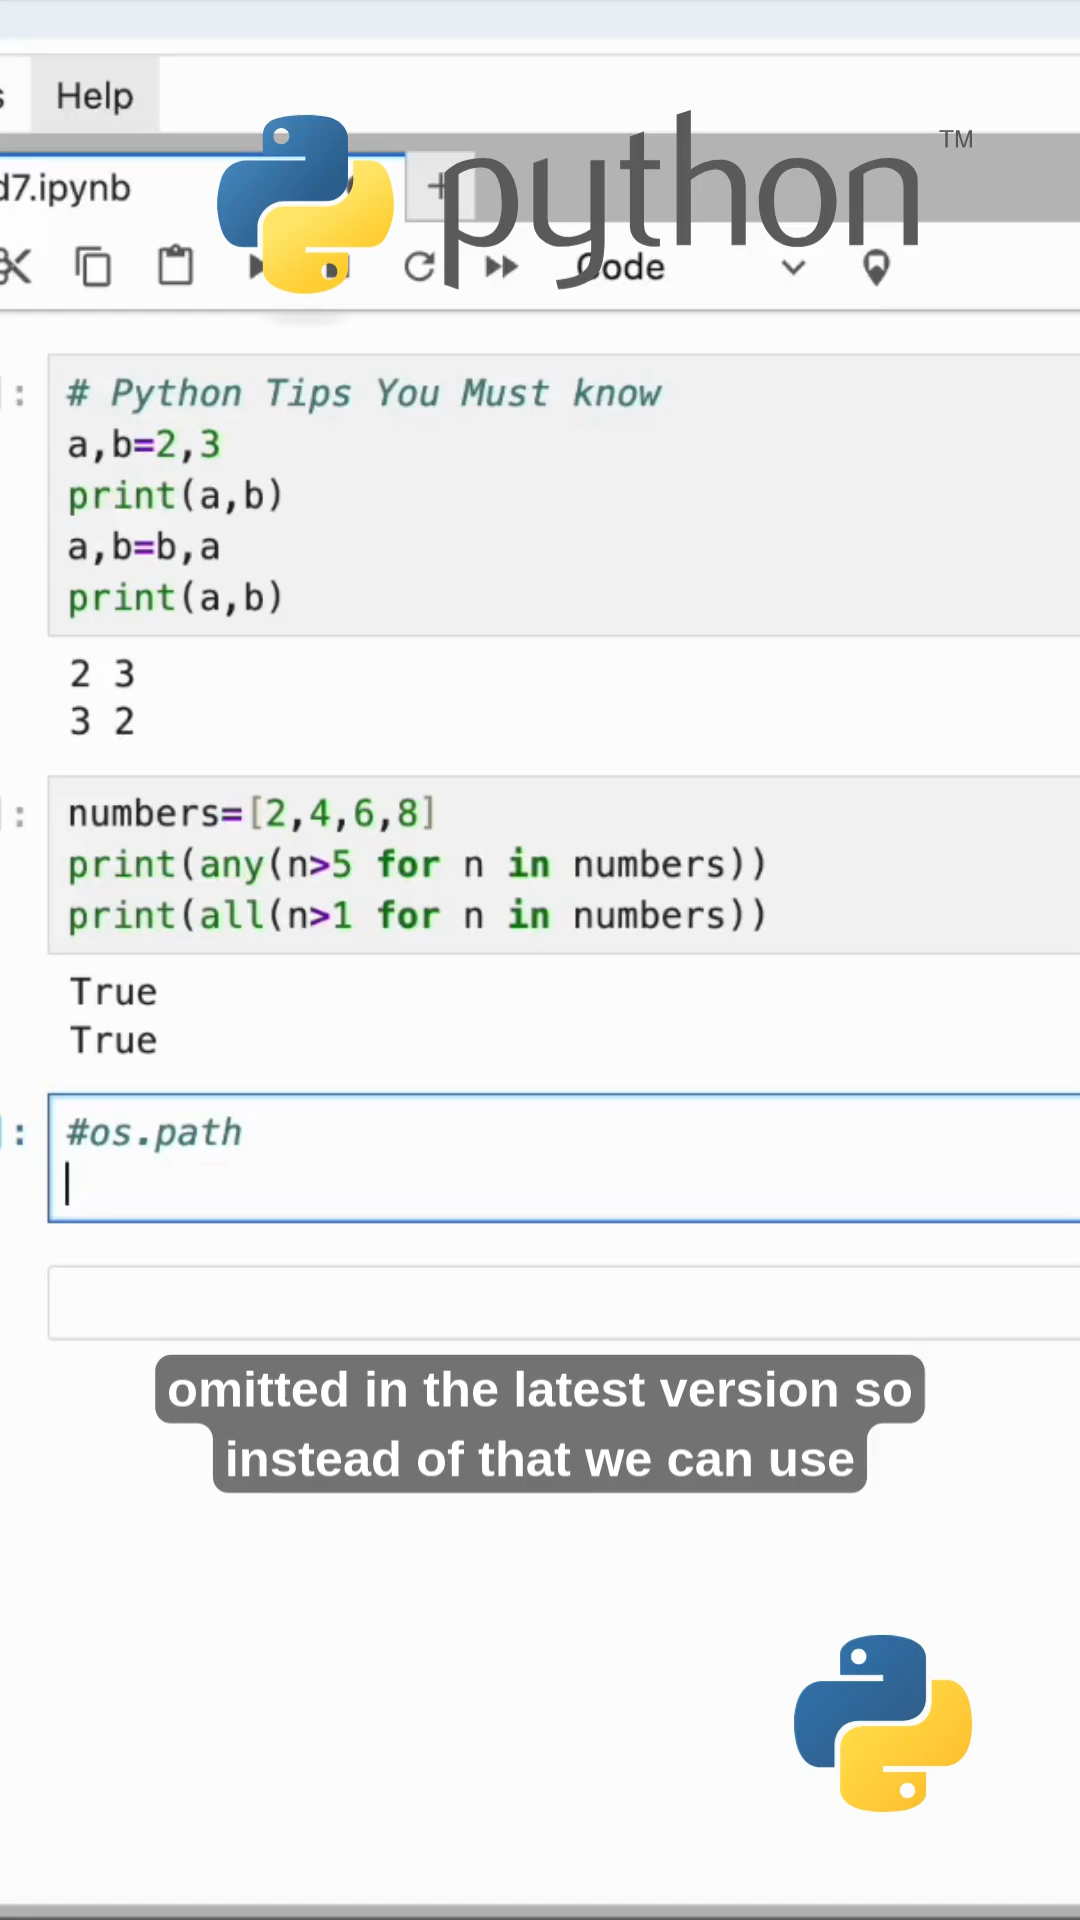 s Help
python TM
d7.ipynb
+
Code
# Python Tips You Must know
a,b=2,3
print(a,b)
a,b=b,a
print(a,b)
2 3
3 2
numbers=[2,4,6,8]
print(any(n>5 for n in numbers))
print(all(n>1 for n in numbers))
True
True
#os.path
omitted in the latest version so
instead of that we can use